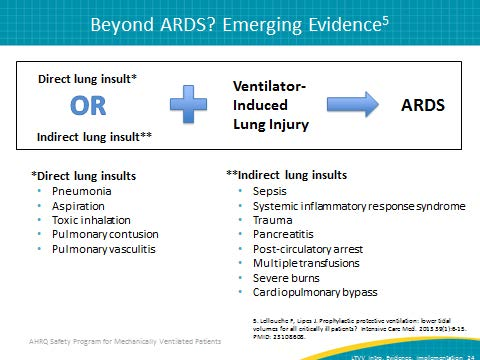 Beyond ARDS? Emerging Evidence5
Direct lung insult*
OR
Indirect lung insult**
Ventilator-
Induced
Lung Injury
ARDS
*Direct lung insults
• Pneumonia
• Aspiration
• Toxic inhalation
• Pulmonary contusion
• Pulmonary vasculitis
**Indirect lung insults
• Sepsis
• Systemic inflammatory response syndrome
• Trauma
• Pancreatitis
• Post-circulatory arrest
• Multiple transfusions
• Severe burns
• Cardiopulmonary bypass
5. Lellouche F, Lipes J. Prophylactic protective ventilation: lower tidal
volumes for all critically ill patients? Intensive Care Med. 2013 39(1):6-15.
PMID: 23108608.
AHRQ Safety Program for Mechanically Ventilated Patients
LTVV Intro, Evidence, Implementation 24